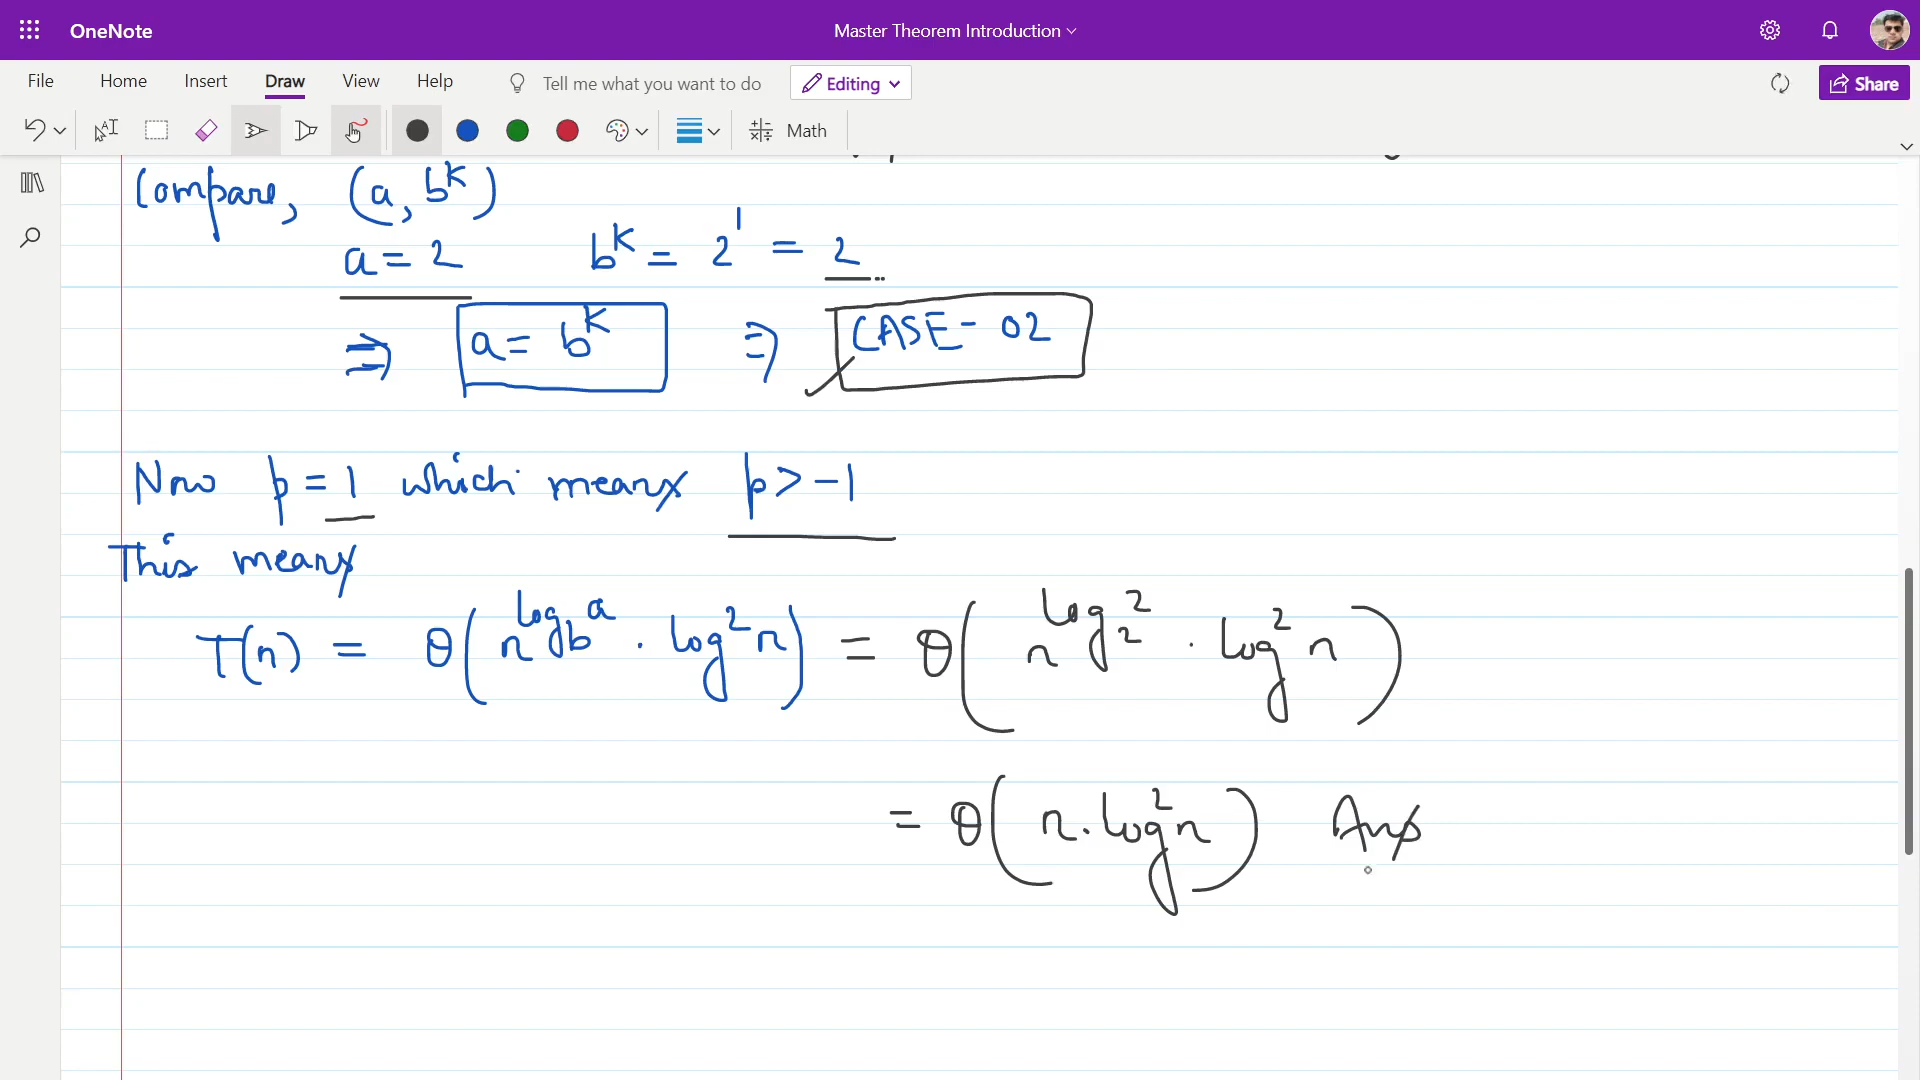 OneNote
Master Theorem Introduction
File Home Insert Draw View Help Tell me what you want to do Editing Share
Math
Compare, (a, b^k)
a = 2 b^k = 2^1 = 2
⇒ a = b^k ⇒ CASE - 02
Now p = 1 which means p > -1
This means
T(n) = θ(n^log_b a · log^2 n) = θ(n^log_2 2 · log^2 n)
= θ(n · log^2 n) Ans